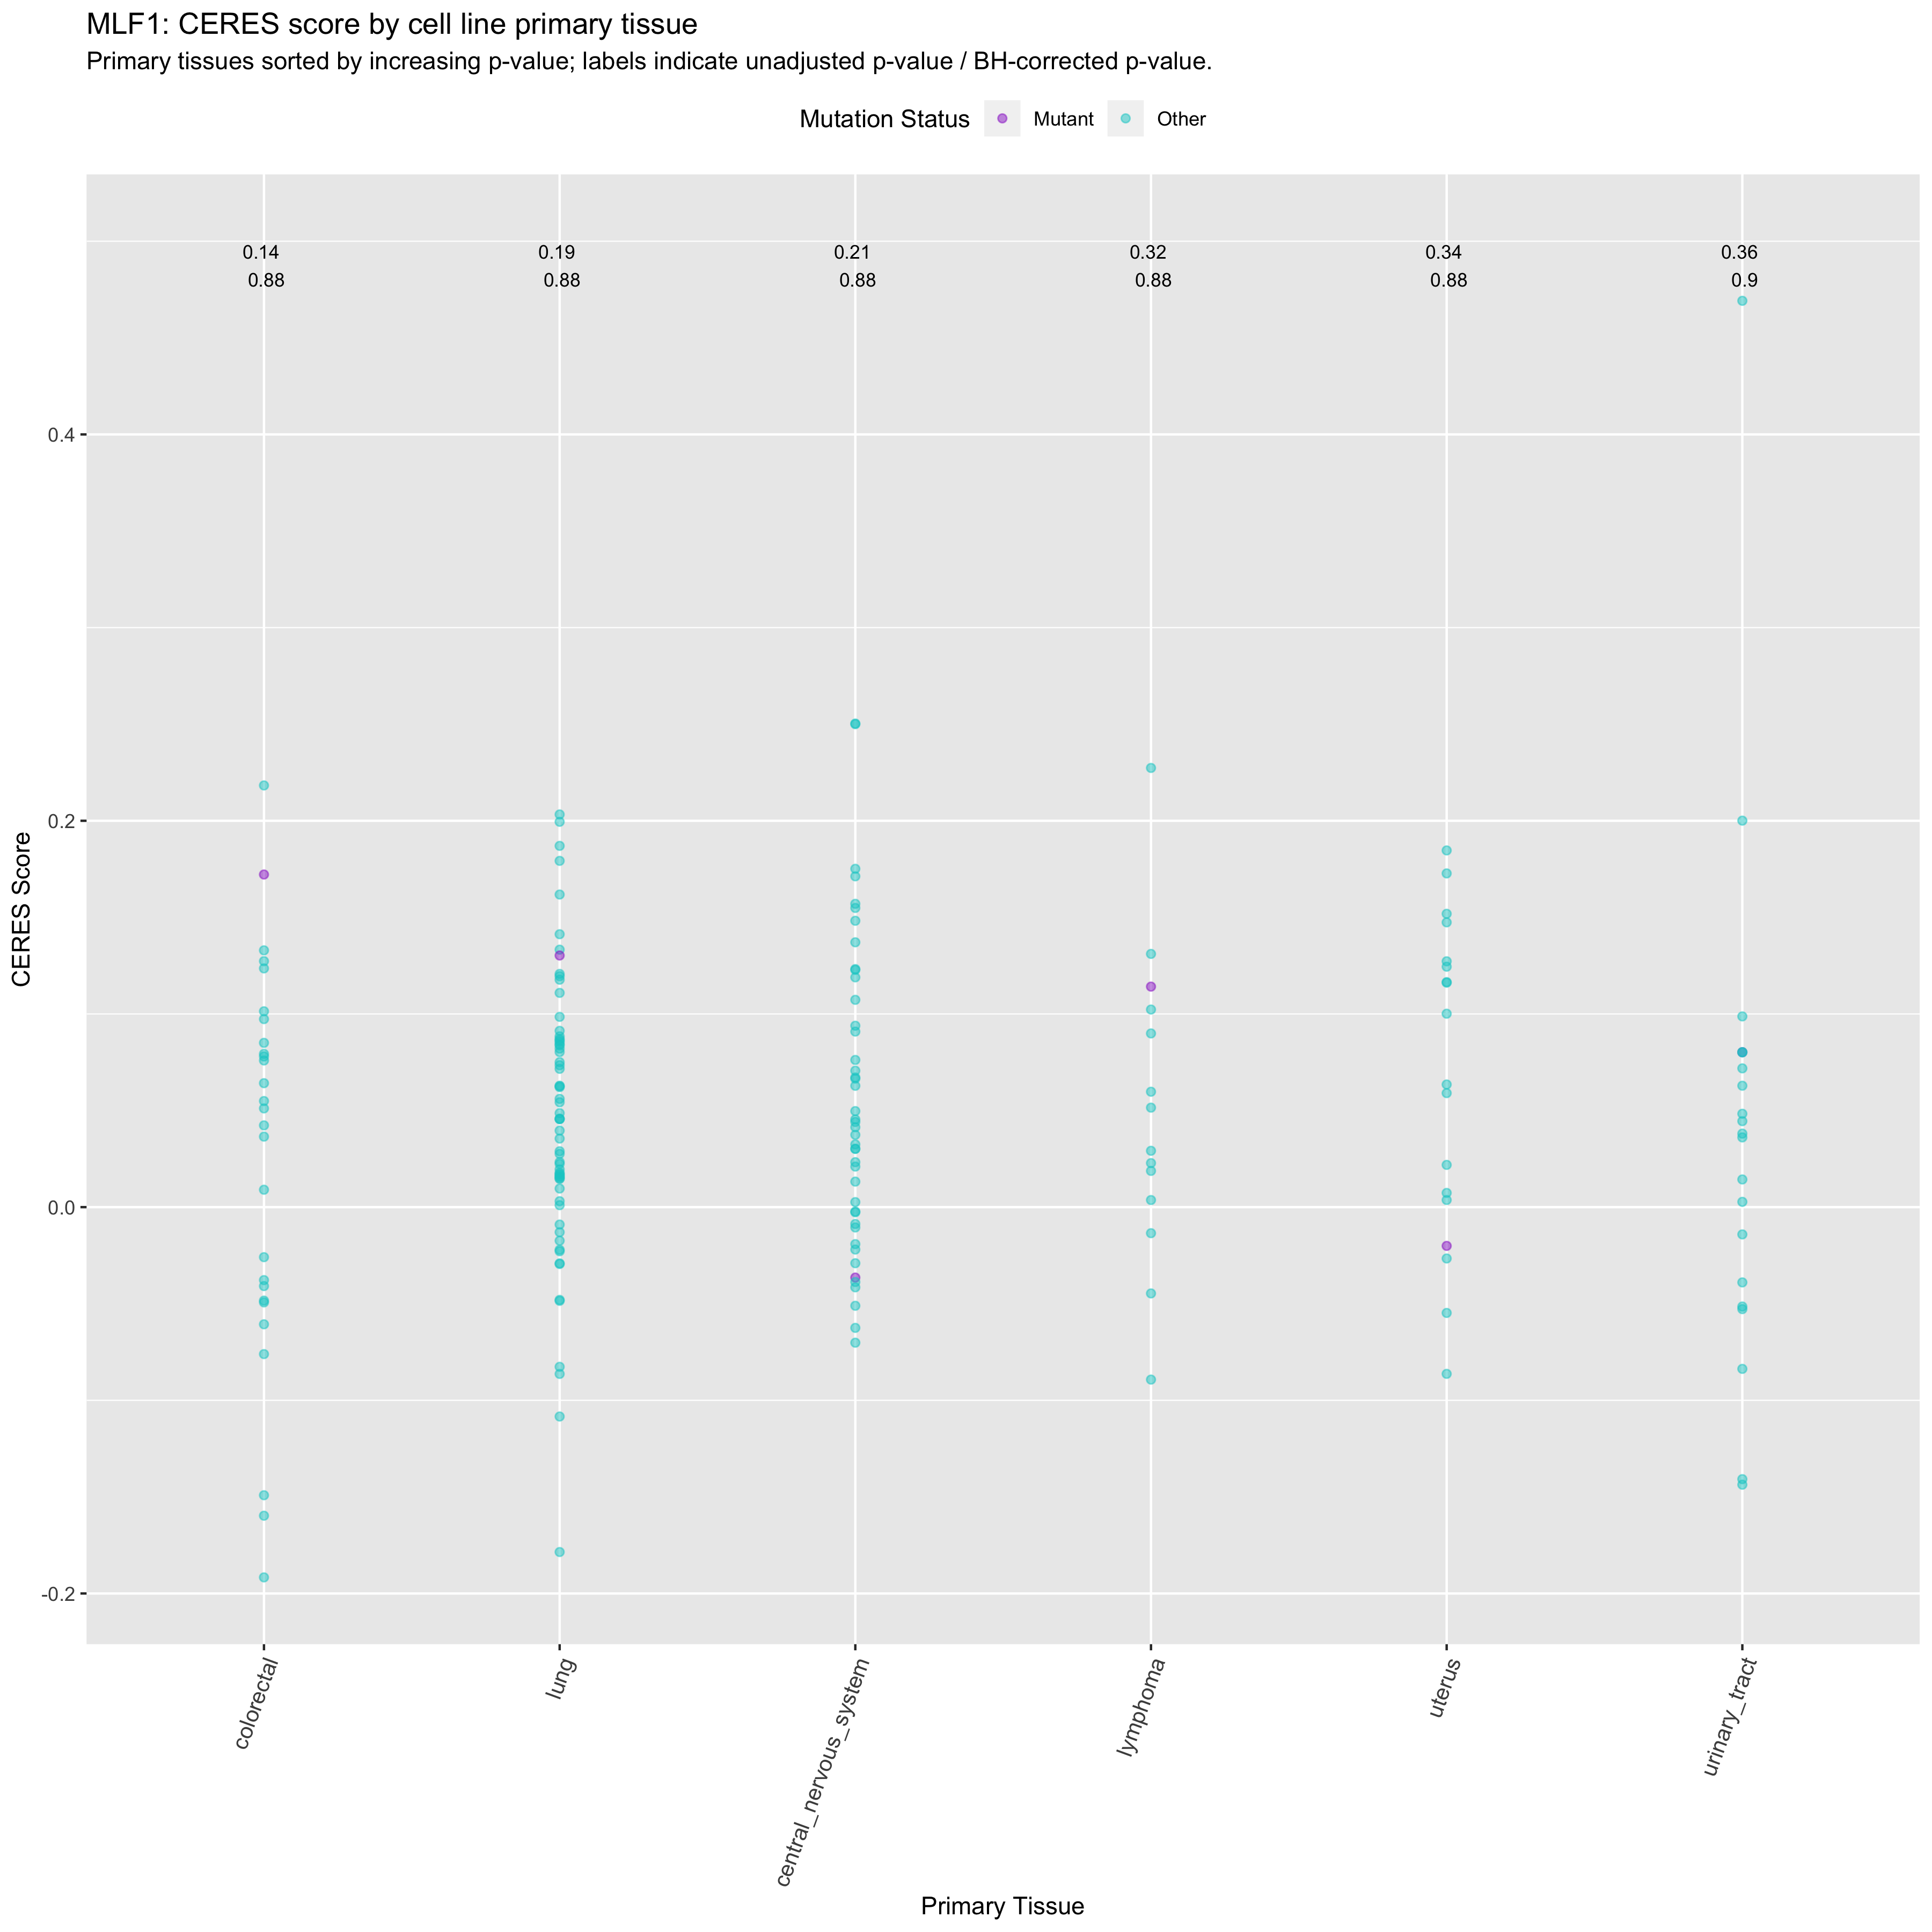 MLF1: CERES score by cell line primary tissue
Primary tissues sorted by increasing p-value; labels indicate unadjusted p-value / BH-corrected p-value.
Mutation Status Mutant Other
0.14 0.19 0.21 0.32 0.34 0.36
0.88 0.88 0.88 0.88 0.88 0.9
0.4
0.2
0.0
-0.2
CERES Score
colorectal
lung
central_nervous_system
lymphoma
uterus
urinary_tract
Primary Tissue